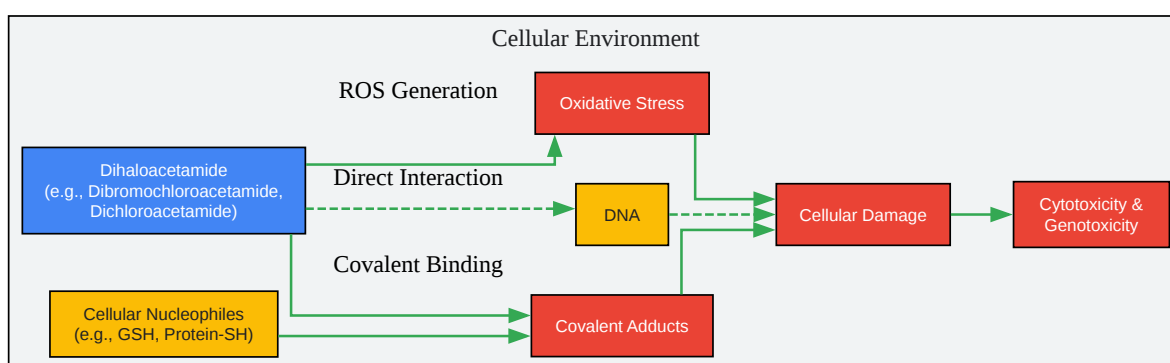 Cellular Environment
ROS Generation
Oxidative Stress
Dihaloacetamide
(e.g., Dibromochloroacetamide,
Dichloroacetamide)
Direct Interaction
DNA
Cellular Damage
Cytotoxicity &
Genotoxicity
Covalent Binding
Cellular Nucleophiles
(e.g., GSH, Protein-SH)
Covalent Adducts